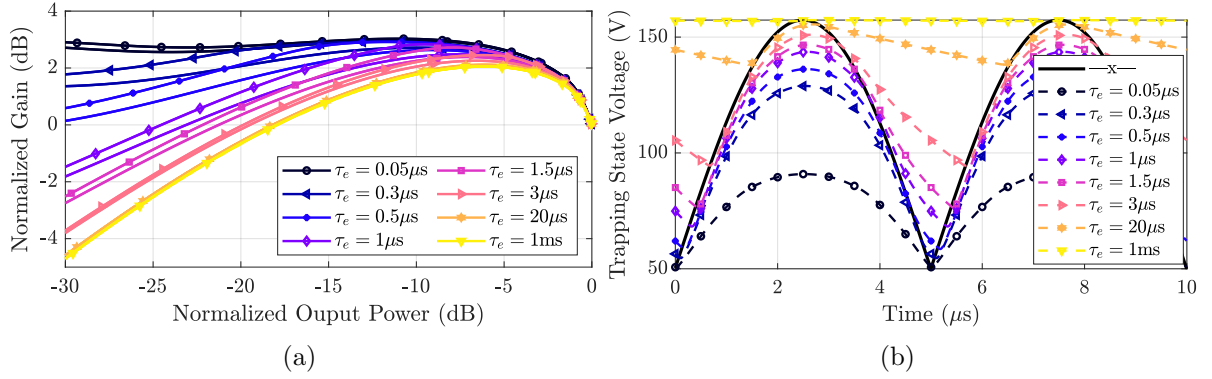 Normalized Gain (dB)
4
2
0
-2
-4
-30 -25 -20 -15 -10 -5 0
Normalized Ouput Power (dB)
τe = 0.05μs
τe = 0.3μs
τe = 0.5μs
τe = 1μs
τe = 1.5μs
τe = 3μs
τe = 20μs
τe = 1ms
(a)
Trapping State Voltage (V)
150
100
50
0 2 4 6 8 10
Time (μs)
—x—
τe = 0.05μs
τe = 0.3μs
τe = 0.5μs
τe = 1μs
τe = 1.5μs
τe = 3μs
τe = 20μs
τe = 1ms
(b)